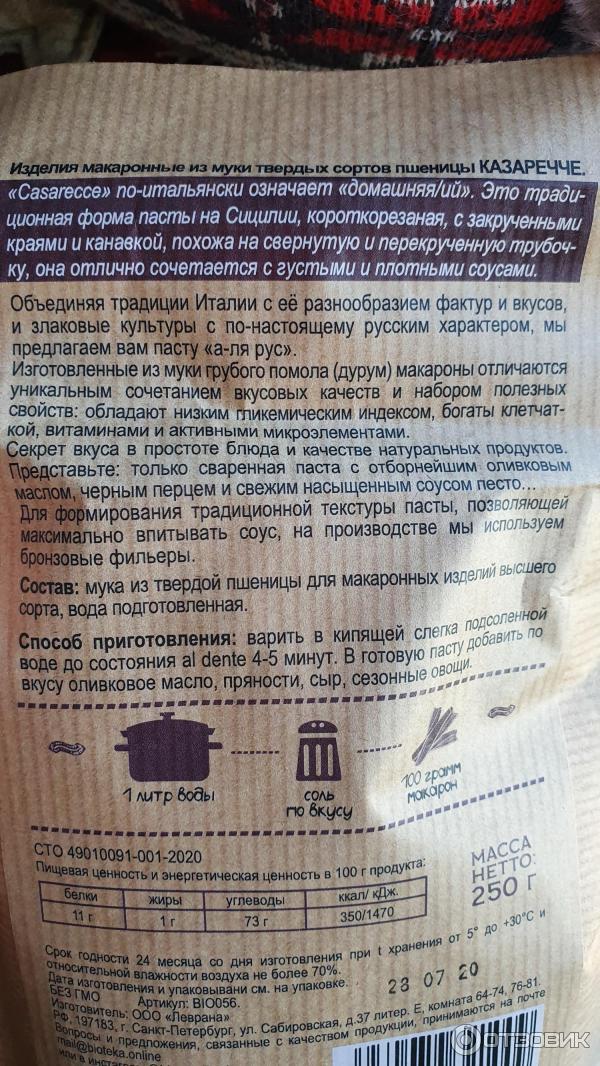 Изделия макаронные из муки твердых сортов пшеницы КАЗАРЕЧЧЕ.
«Casarecce» по-итальянски означает «домашняя/ий». Это тради-
ционная форма пасты на Сицилии, короткорезаная, с закрученными
краями и канавкой, похожа на свернутую и перекрученную трубоч-
ку, она отлично сочетается с густыми и плотными соусами.
Объединяя традиции Италии с её разнообразием фактур и вкусов,
и злаковые культуры с по-настоящему русским характером, мы
предлагаем вам пасту «а-ля рус».
Изготовленные из муки грубого помола (дурум) макароны отличаются
уникальным сочетанием вкусовых качеств и набором полезных
свойств: обладают низким гликемическим индексом, богаты клетчат-
кой, витаминами и активными микроэлементами.
Секрет вкуса в простоте блюда и качестве натуральных продуктов.
Представьте: только сваренная паста с отборнейшим оливковым
маслом, черным перцем и свежим насыщенным соусом песто...
Для формирования традиционной текстуры пасты, позволяющей
максимально впитывать соус, на производстве мы используем
бронзовые фильеры.
Состав: мука из твердой пшеницы для макаронных изделий высшего
сорта, вода подготовленная.
Способ приготовления: варить в кипящей слегка подсоленной
воде до состояния al dente 4-5 минут. В готовую пасту добавить по
вкусу оливковое масло, пряности, сыр, сезонные овощи.
1 литр воды
соль
по вкусу
100 грамм
макарон
СТО 49010091-001-2020
Пищевая ценность и энергетическая ценность в 100 г продукта:
белки жиры углеводы ккал/ кДж.
11 г 1 г 73 г 350/1470
МАССА
НЕТТО:
250 г
Срок годности 24 месяца со дня изготовления при t хранения от 5° до +30°С и
относительной влажности воздуха не более 70%.
Дата изготовления и упаковывани см. на упаковке.
28 07 20
БЕЗ ГМО Артикул: BIO056.
Изготовитель: ООО «Леврана»
РФ, 197183, г. Санкт-Петербург, ул. Сабировская, д.37 литер. Е, комната 64-74, 76-81.
Вопросы и предложения, связанные с качеством продукции, принимаются на почте
mail@bioteka.online
или в
ОТЗОВИК